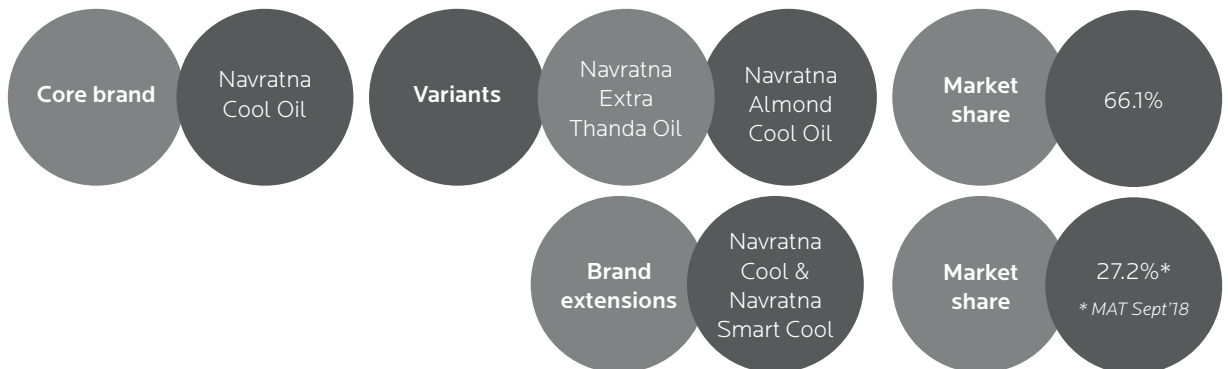 Core brand
Navratna
Cool Oil
Variants
Navratna
Extra
Thanda Oil
Navratna
Almond
Cool Oil
Market
share
66.1%
Brand
extensions
Navratna
Cool &
Navratna
Smart Cool
Market
share
27.2%*
* MAT Sept'18